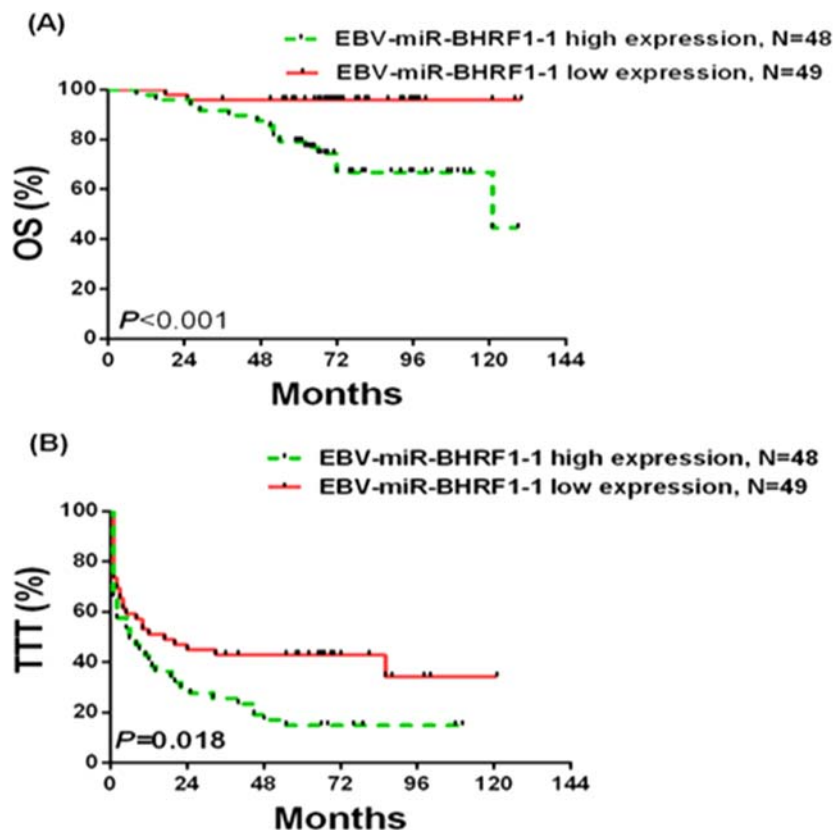 (A)
EBV-miR-BHRF1-1 high expression, N=48
EBV-miR-BHRF1-1 low expression, N=49
100
80
60
40
20
0
OS (%)
P<0.001
0 24 48 72 96 120 144
Months
(B)
EBV-miR-BHRF1-1 high expression, N=48
EBV-miR-BHRF1-1 low expression, N=49
100
80
60
40
20
0
TTT (%)
P=0.018
0 24 48 72 96 120 144
Months